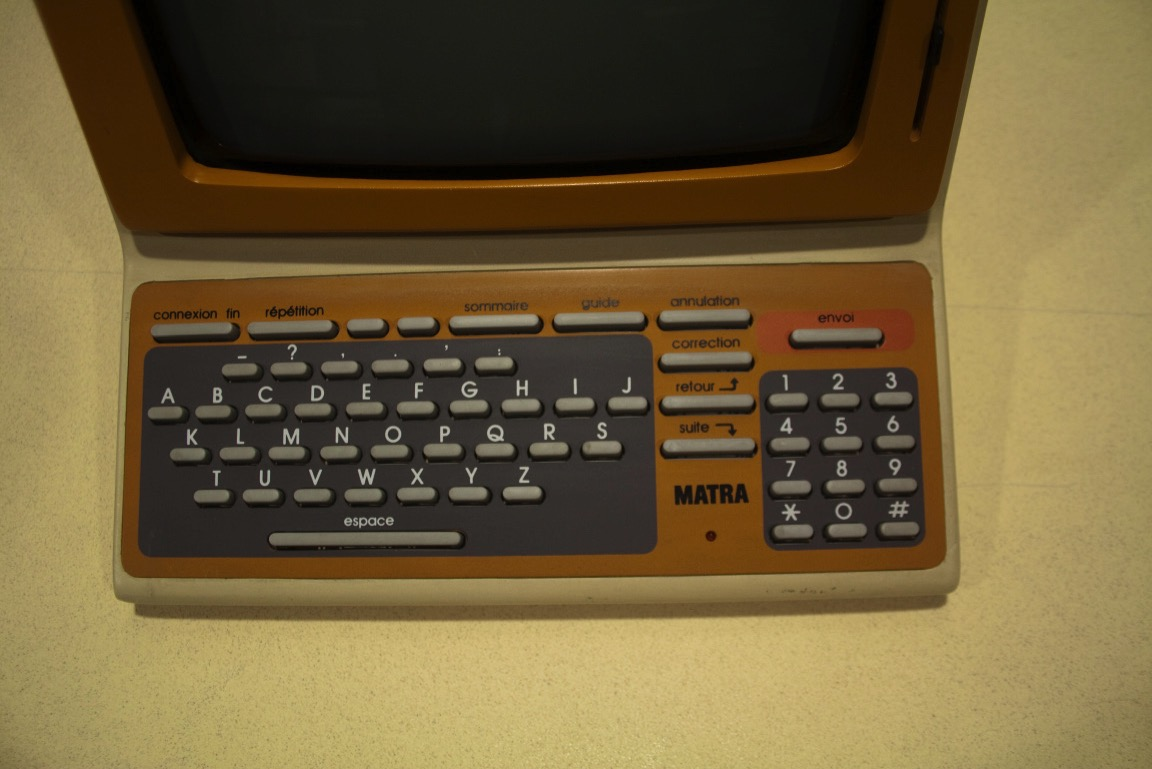 connexion fin répétition sommaire guide annulation envoi
correction
– ? , . ' :
retour
A B C D E F G H I J
1 2 3
suite
K L M N O P Q R S
4 5 6
T U V W X Y Z
7 8 9
MATRA
espace
* 0 #